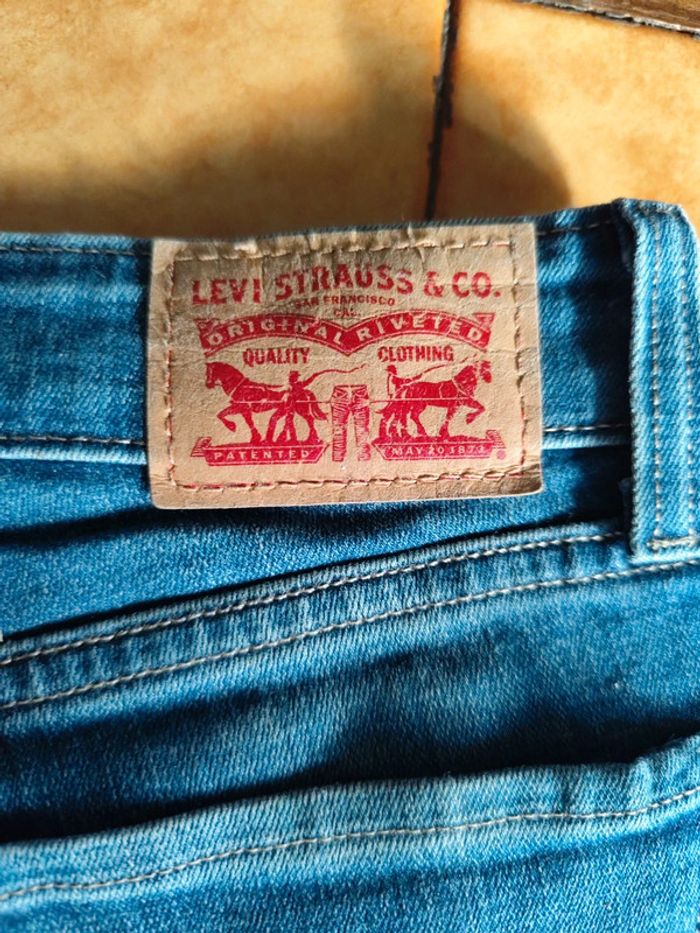 LEVI STRAUSS & CO.
SAN FRANCISCO
CAL.
ORIGINAL RIVETED
QUALITY CLOTHING
PATENTED MAY 20 1873
®